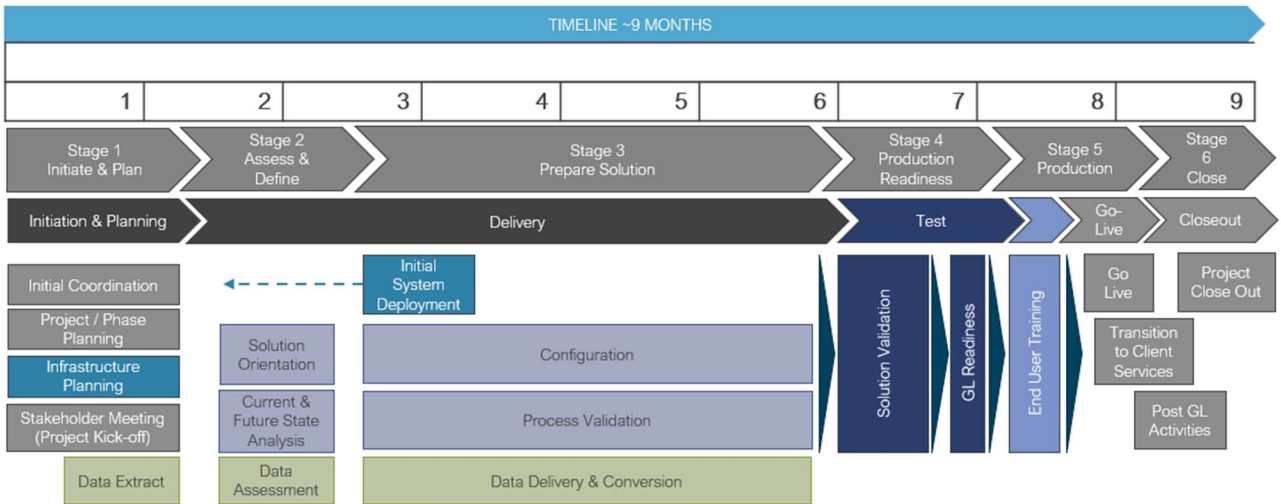 TIMELINE ~9 MONTHS
1 2 3 4 5 6 7 8 9
Stage 1
Initiate & Plan
Stage 2
Assess &
Define
Stage 3
Prepare Solution
Stage 4
Production
Readiness
Stage 5
Production
Stage
6
Close
Initiation & Planning
Delivery
Test
Go-
Live
Closeout
Initial Coordination
Project / Phase
Planning
Infrastructure
Planning
Stakeholder Meeting
(Project Kick-off)
Data Extract
Solution
Orientation
Current &
Future State
Analysis
Data
Assessment
Initial
System
Deployment
Configuration
Process Validation
Data Delivery & Conversion
Solution Validation
GL Readiness
End User Training
Go
Live
Transition
to Client
Services
Post GL
Activities
Project
Close Out